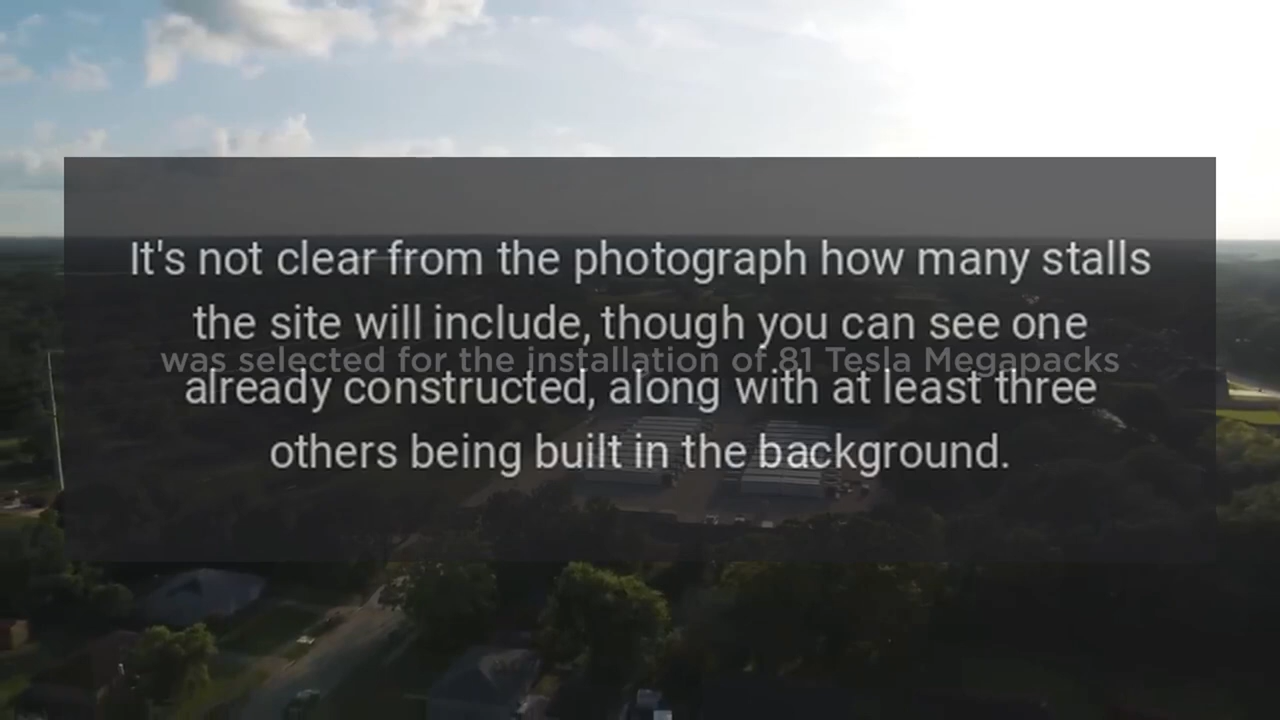 It's not clear from the photograph how many stalls
the site will include, though you can see one
was selected for the installation of 81 Tesla Megapacks
already constructed, along with at least three
others being built in the background.